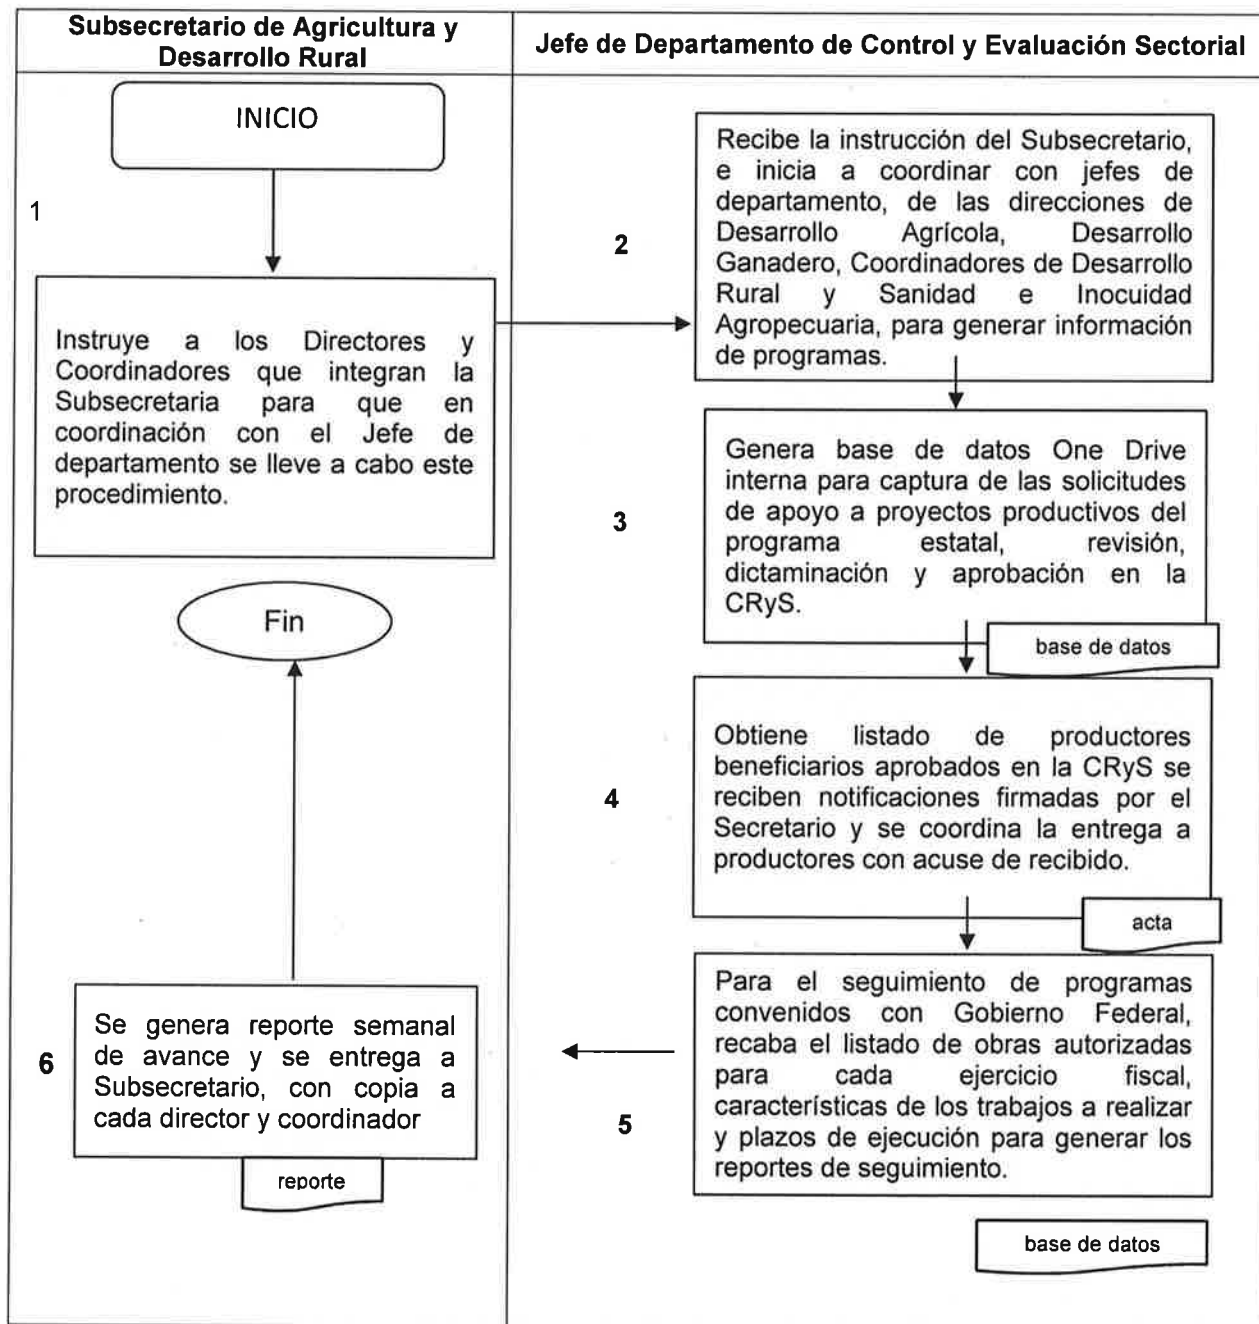 Subsecretario de Agricultura y
Desarrollo Rural
Jefe de Departamento de Control y Evaluación Sectorial
INICIO
1
Instruye a los Directores y
Coordinadores que integran la
Subsecretaria para que en
coordinación con el Jefe de
departamento se lleve a cabo este
procedimiento.
2
Recibe la instrucción del Subsecretario,
e inicia a coordinar con jefes de
departamento, de las direcciones de
Desarrollo Agrícola, Desarrollo
Ganadero, Coordinadores de Desarrollo
Rural y Sanidad e Inocuidad
Agropecuaria, para generar información
de programas.
3
Genera base de datos One Drive
interna para captura de las solicitudes
de apoyo a proyectos productivos del
programa estatal, revisión,
dictaminación y aprobación en la
CRyS.
base de datos
4
Obtiene listado de productores
beneficiarios aprobados en la CRyS se
reciben notificaciones firmadas por el
Secretario y se coordina la entrega a
productores con acuse de recibido.
acta
5
Para el seguimiento de programas
convenidos con Gobierno Federal,
recaba el listado de obras autorizadas
para cada ejercicio fiscal,
características de los trabajos a realizar
y plazos de ejecución para generar los
reportes de seguimiento.
base de datos
6
Se genera reporte semanal
de avance y se entrega a
Subsecretario, con copia a
cada director y coordinador
reporte
Fin